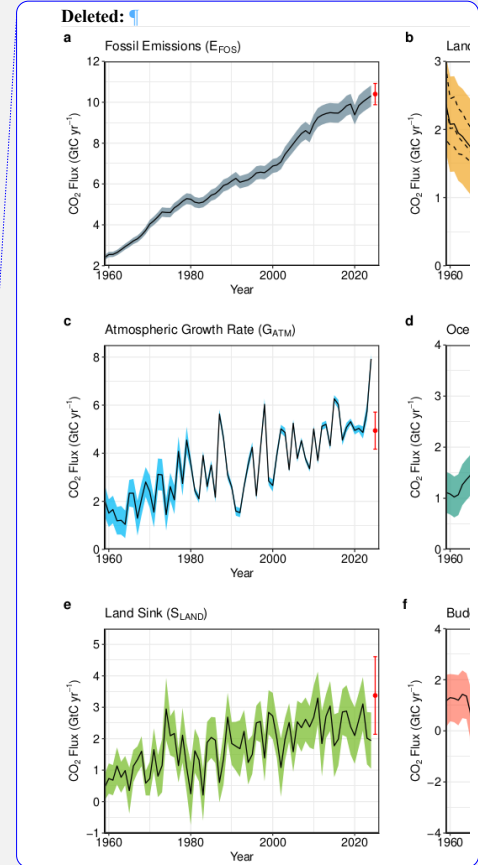 Deleted: ¶
a
Fossil Emissions (E_FOS)
12
10
8
6
4
2
CO2 Flux (GtC yr−1)
1960
1980
2000
2020
Year
b
Land
3
2
1
0
CO2 Flux (GtC yr−1)
1960
c
Atmospheric Growth Rate (G_ATM)
8
6
4
2
0
CO2 Flux (GtC yr−1)
1960
1980
2000
2020
Year
d
Oce
4
3
2
1
0
CO2 Flux (GtC yr−1)
1960
e
Land Sink (S_LAND)
5
4
3
2
1
0
−1
CO2 Flux (GtC yr−1)
1960
1980
2000
2020
Year
f
Bud
4
2
0
−2
−4
CO2 Flux (GtC yr−1)
1960